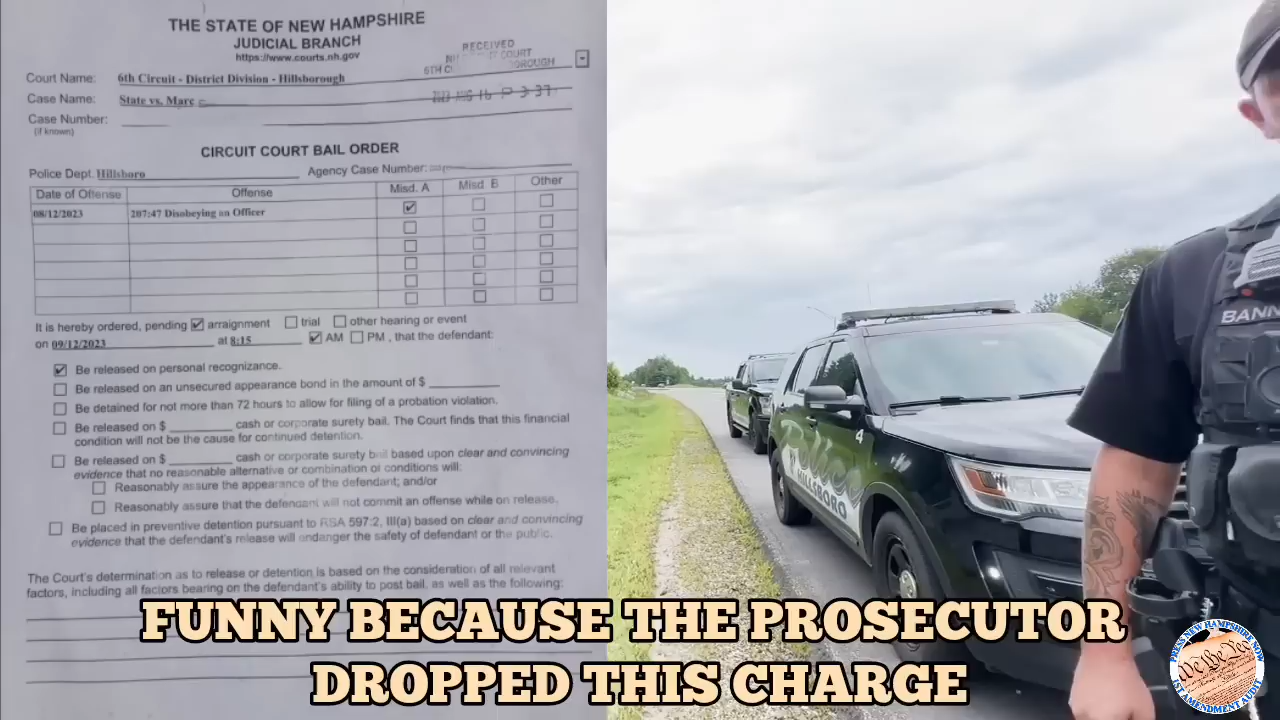 THE STATE OF NEW HAMPSHIRE
JUDICIAL BRANCH
https://www.courts.nh.gov
RECEIVED
COURT
6TH
Court Name: 6th Circuit - District Division - Hillsborough
Case Name: State vs. Marc
Case Number:
(if known)
CIRCUIT COURT BAIL ORDER
Police Dept. Hillsboro Agency Case Number:
Date of Offense Offense Misd. A Misd. B Other
08/12/2023 207:47 Disobeying an Officer
It is hereby ordered, pending arraignment trial other hearing or event
on 09/12/2023 at 8:15 AM PM, that the defendant:
Be released on personal recognizance.
Be released on an unsecured appearance bond in the amount of $
Be detained for not more than 72 hours to allow for filing of a probation violation.
Be released on $ cash or corporate surety bail. The Court finds that this financial
condition will not be the cause for continued detention.
Be released on $ cash or corporate surety bail based upon clear and convincing
evidence that no reasonable alternative or combination of conditions will:
Reasonably assure the appearance of the defendant; and/or
Reasonably assure that the defendant will not commit an offense while on release.
Be placed in preventive detention pursuant to RSA 597:2, III(a) based on clear and convincing
evidence that the defendant's release will endanger the safety of defendant or the public.
The Court's determination as to release or detention is based on the consideration of all relevant
factors, including all factors bearing on the defendant's ability to post bail, as well as the following:
BANN
4
Police
HILLSBORO
FUNNY BECAUSE THE PROSECUTOR
DROPPED THIS CHARGE
PRESS NEW HAMPSHIRE NOW
We the People
1ST AMENDMENT AUDIT